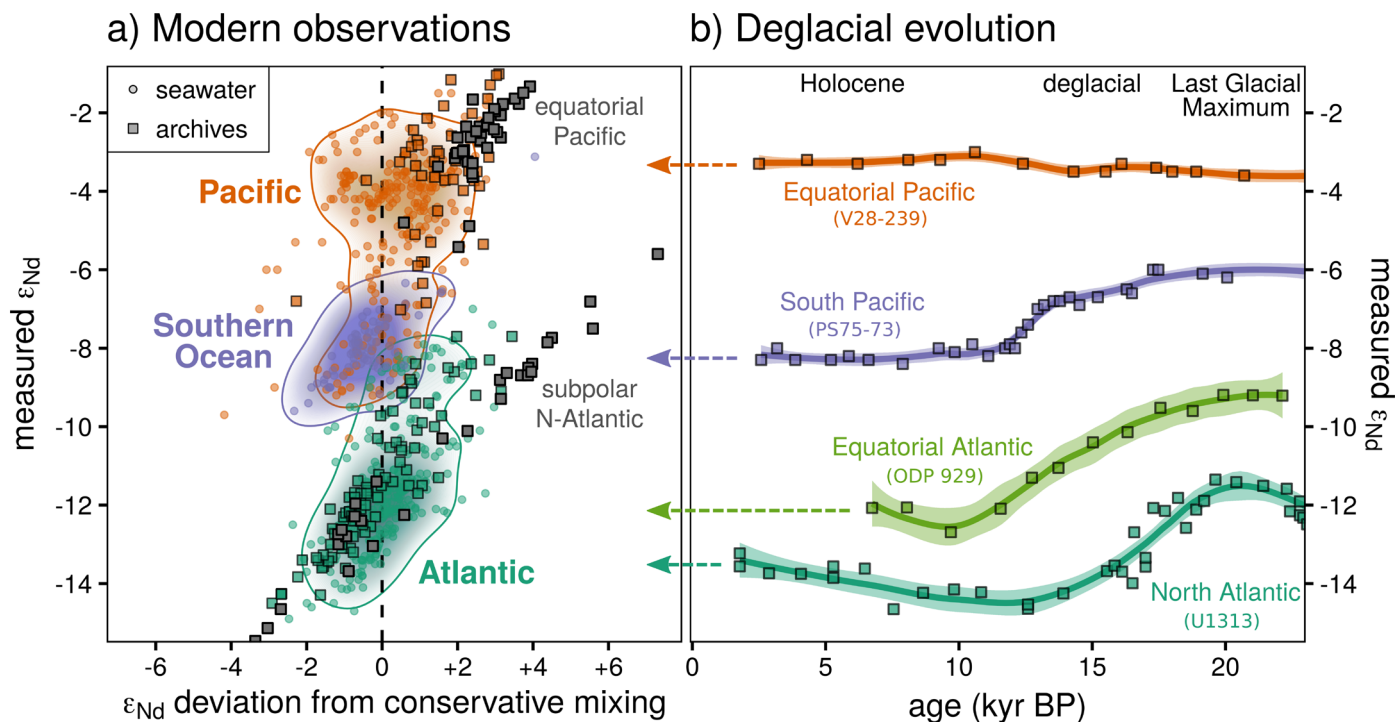 a) Modern observations
b) Deglacial evolution
seawater
archives
equatorial
Pacific
Pacific
Southern
Ocean
subpolar
N-Atlantic
Atlantic
-2
-4
-6
-8
-10
-12
-14
measured εNd
-6
-4
-2
0
+2
+4
+6
εNd deviation from conservative mixing
Holocene
deglacial
Last Glacial
Maximum
Equatorial Pacific
(V28-239)
South Pacific
(PS75-73)
Equatorial Atlantic
(ODP 929)
North Atlantic
(U1313)
-2
-4
-6
-8
-10
-12
-14
measured εNd
0
5
10
15
20
age (kyr BP)